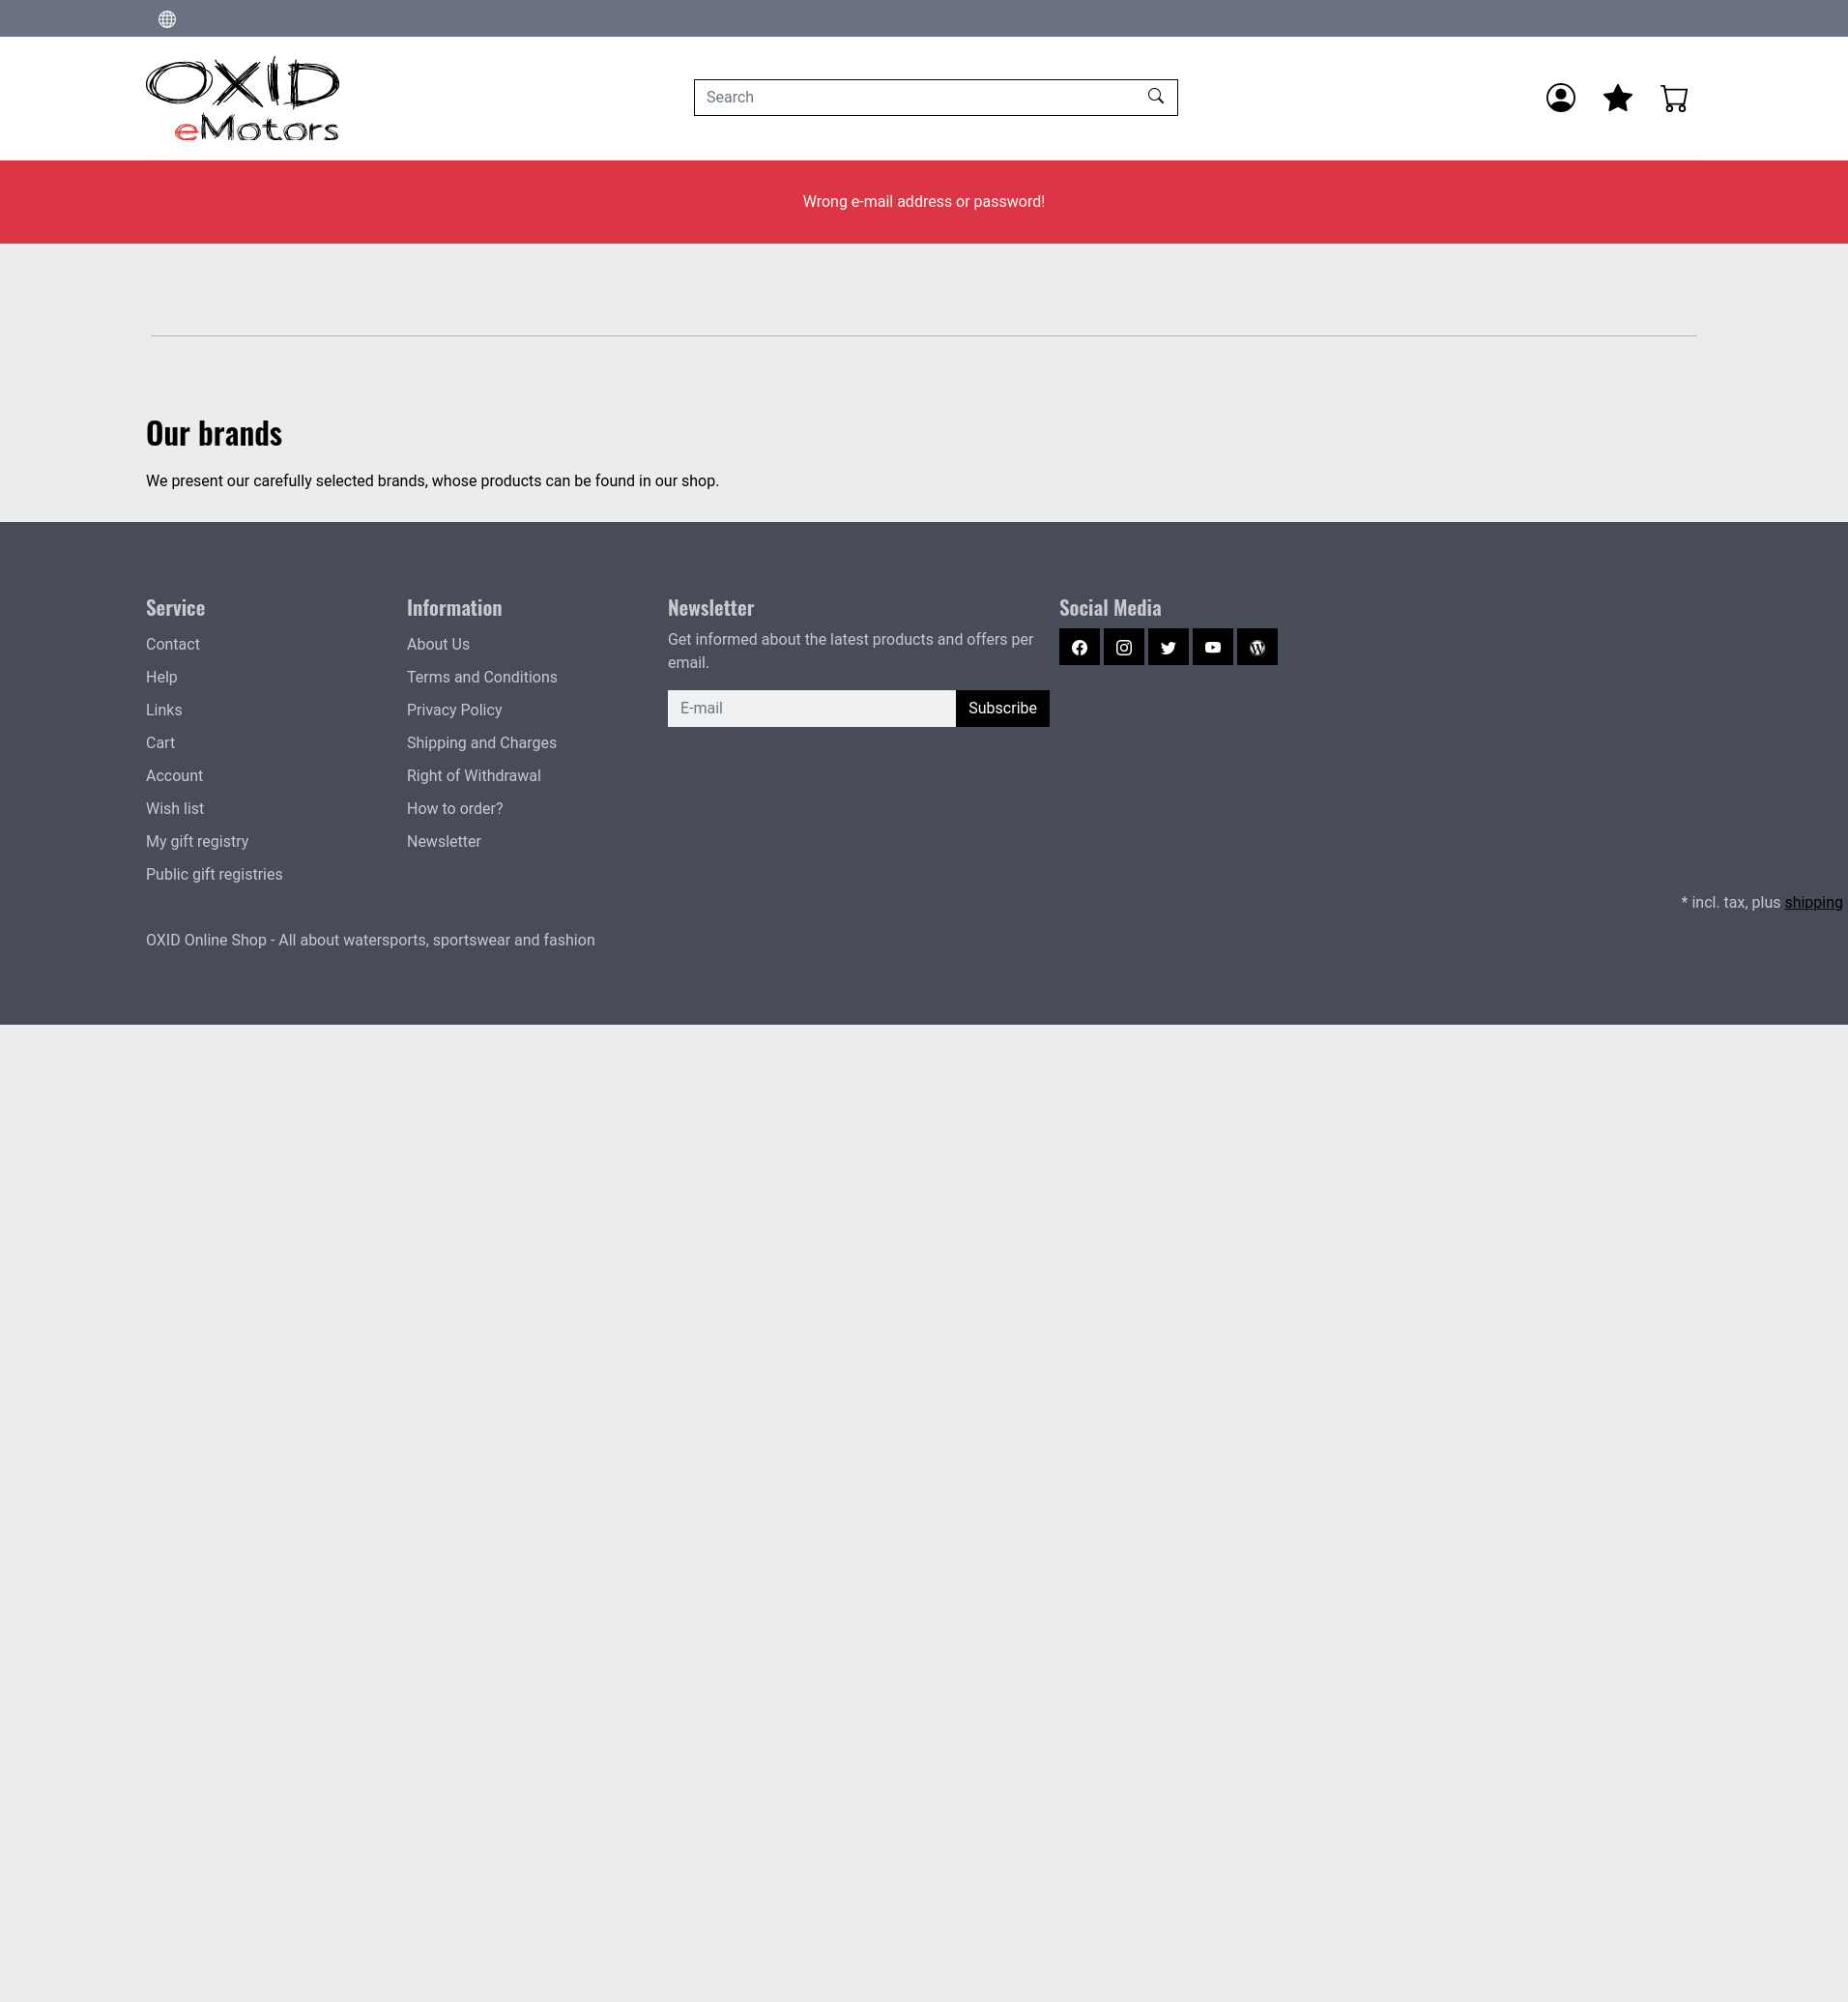 OXID
eMotors
Search
Wrong e-mail address or password!
Our brands
We present our carefully selected brands, whose products can be found in our shop.
Service
Contact
Help
Links
Cart
Account
Wish list
My gift registry
Public gift registries
Information
About Us
Terms and Conditions
Privacy Policy
Shipping and Charges
Right of Withdrawal
How to order?
Newsletter
Newsletter
Get informed about the latest products and offers per
email.
E-mail
Subscribe
Social Media
* incl. tax, plus shipping
OXID Online Shop - All about watersports, sportswear and fashion